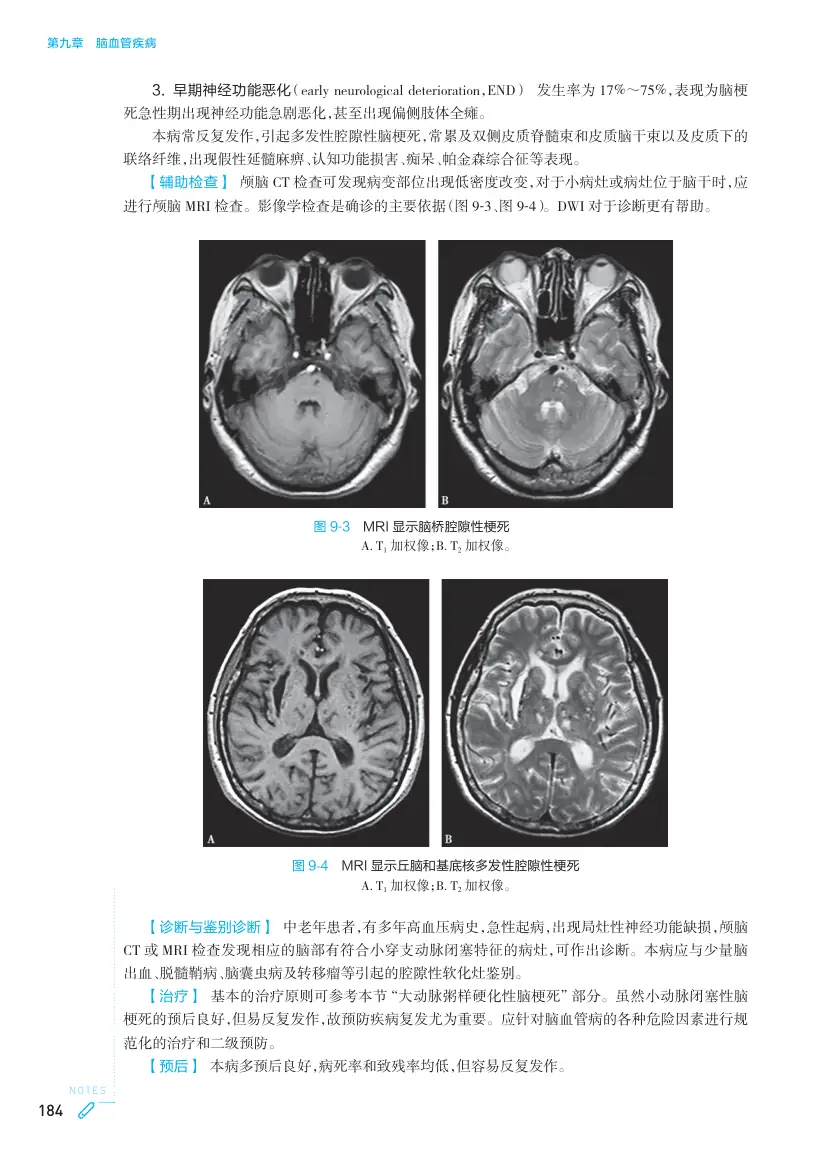 第九章　脑血管疾病
3. 早期神经功能恶化（early neurological deterioration，END）　发生率为 17%～75%，表现为脑梗
死急性期出现神经功能急剧恶化，甚至出现偏侧肢体全瘫。
本病常反复发作，引起多发性腔隙性脑梗死，常累及双侧皮质脊髓束和皮质脑干束以及皮质下的
联络纤维，出现假性延髓麻痹、认知功能损害、痴呆、帕金森综合征等表现。
【辅助检查】　颅脑 CT 检查可发现病变部位出现低密度改变，对于小病灶或病灶位于脑干时，应
进行颅脑 MRI 检查。影像学检查是确诊的主要依据（图 9-3、图 9-4）。DWI 对于诊断更有帮助。
A
B
图 9-3　MRI 显示脑桥腔隙性梗死
A. T₁ 加权像；B. T₂ 加权像。
A
B
图 9-4　MRI 显示丘脑和基底核多发性腔隙性梗死
A. T₁ 加权像；B. T₂ 加权像。
【诊断与鉴别诊断】　中老年患者，有多年高血压病史，急性起病，出现局灶性神经功能缺损，颅脑
CT 或 MRI 检查发现相应的脑部有符合小穿支动脉闭塞特征的病灶，可作出诊断。本病应与少量脑
出血、脱髓鞘病、脑囊虫病及转移瘤等引起的腔隙性软化灶鉴别。
【治疗】　基本的治疗原则可参考本节“大动脉粥样硬化性脑梗死”部分。虽然小动脉闭塞性脑
梗死的预后良好，但易反复发作，故预防疾病复发尤为重要。应针对脑血管病的各种危险因素进行规
范化的治疗和二级预防。
【预后】　本病多预后良好，病死率和致残率均低，但容易反复发作。
NOTES
184